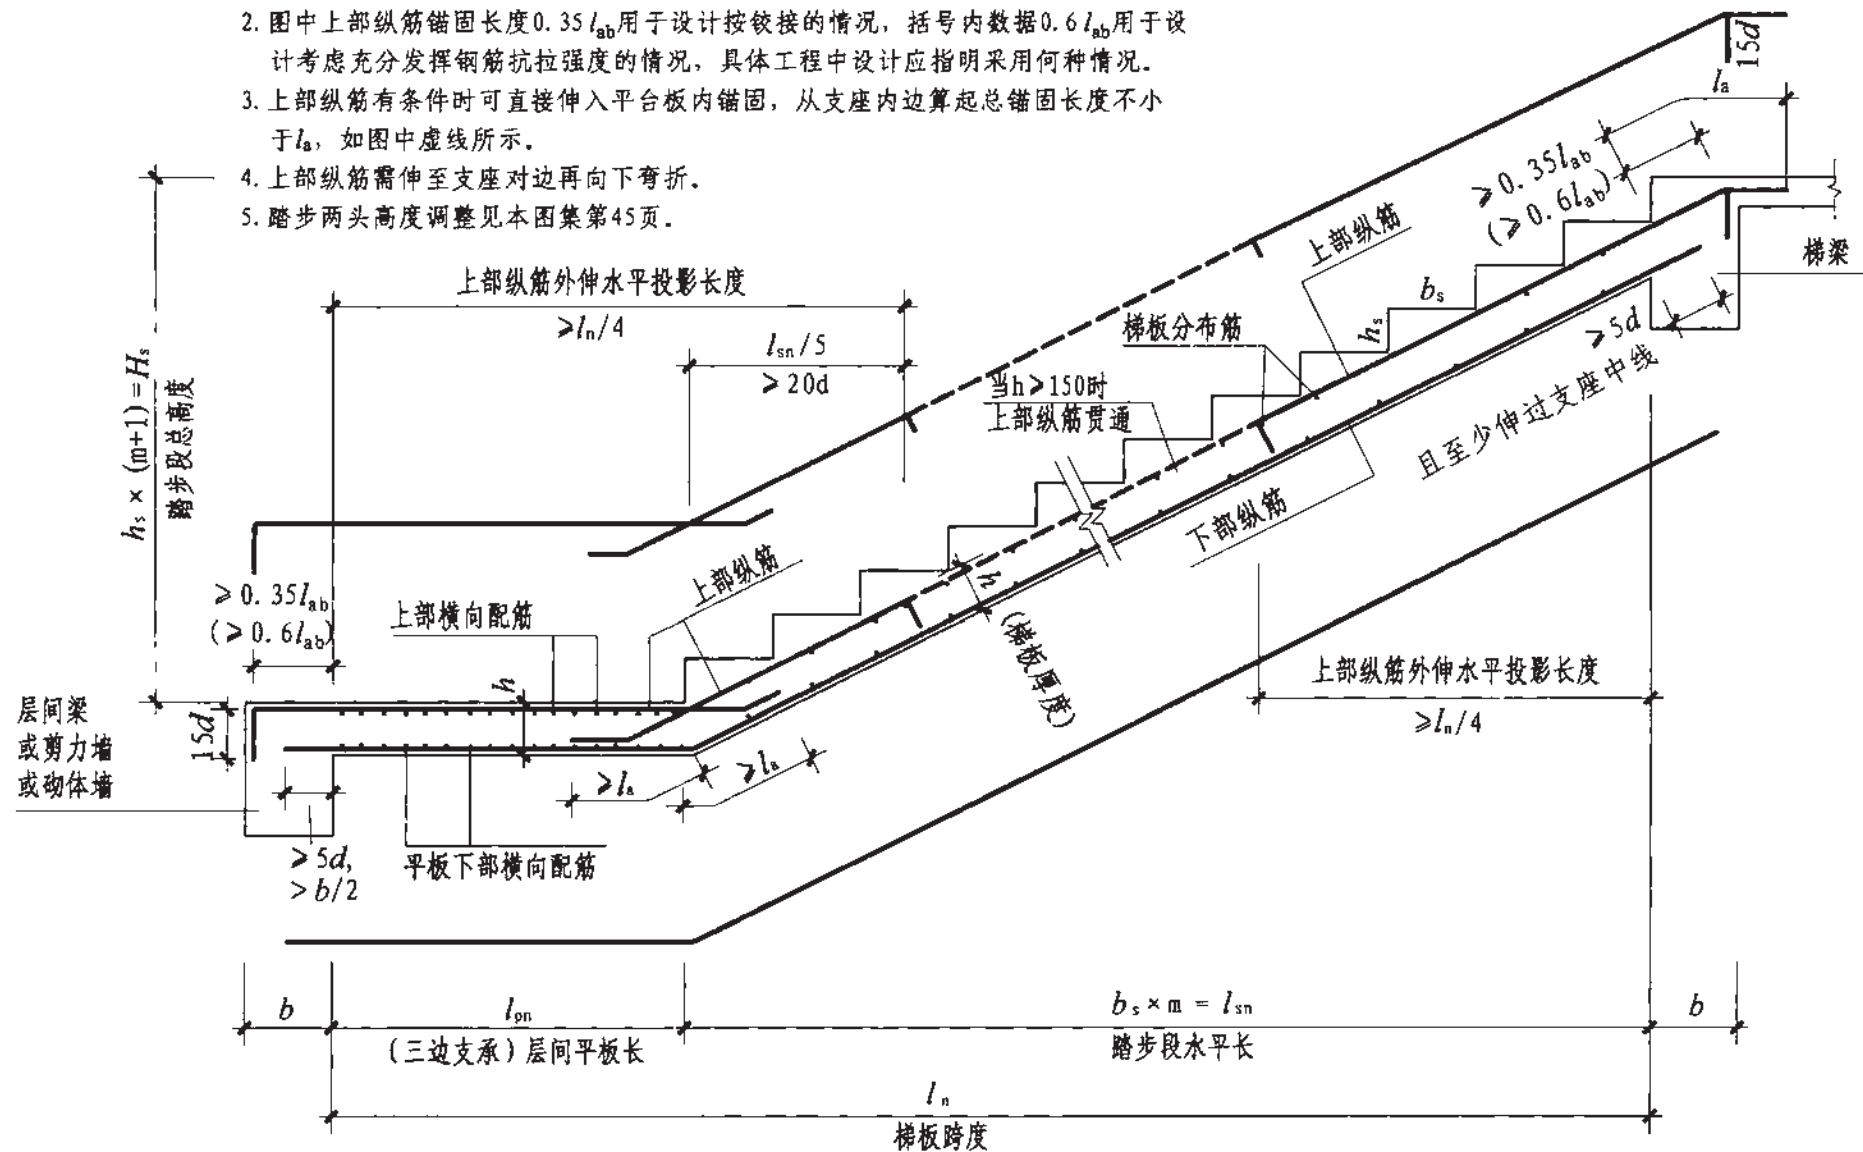 2. 图中上部纵筋锚固长度0.35lab用于设计按铰接的情况，括号内数据0.6lab用于设
计考虑充分发挥钢筋抗拉强度的情况，具体工程中设计应指明采用何种情况。
3. 上部纵筋有条件时可直接伸入平台板内锚固，从支座内边算起总锚固长度不小
于la，如图中虚线所示。
4. 上部纵筋需伸至支座对边再向下弯折。
5. 踏步两头高度调整见本图集第45页。
15d
la
≥0.35lab
(≥0.6lab)
上部纵筋
梯梁
上部纵筋外伸水平投影长度
≥ln/4
lsn/5
≥20d
bs
hs
梯板分布筋
≥5d
且至少伸过支座中线
当h≥150时
上部纵筋贯通
hs×(m+1)=Hs
踏步段总高度
下部纵筋
≥0.35lab
(≥0.6lab)
上部横向配筋
上部纵筋
h
(梯板厚度)
上部纵筋外伸水平投影长度
≥ln/4
层间梁
或剪力墙
或砌体墙
15d
h
≥la
≥la
≥5d,
>b/2
平板下部横向配筋
b
lpn
(三边支承)层间平板长
bs×m = lsn
踏步段水平长
b
ln
梯板跨度